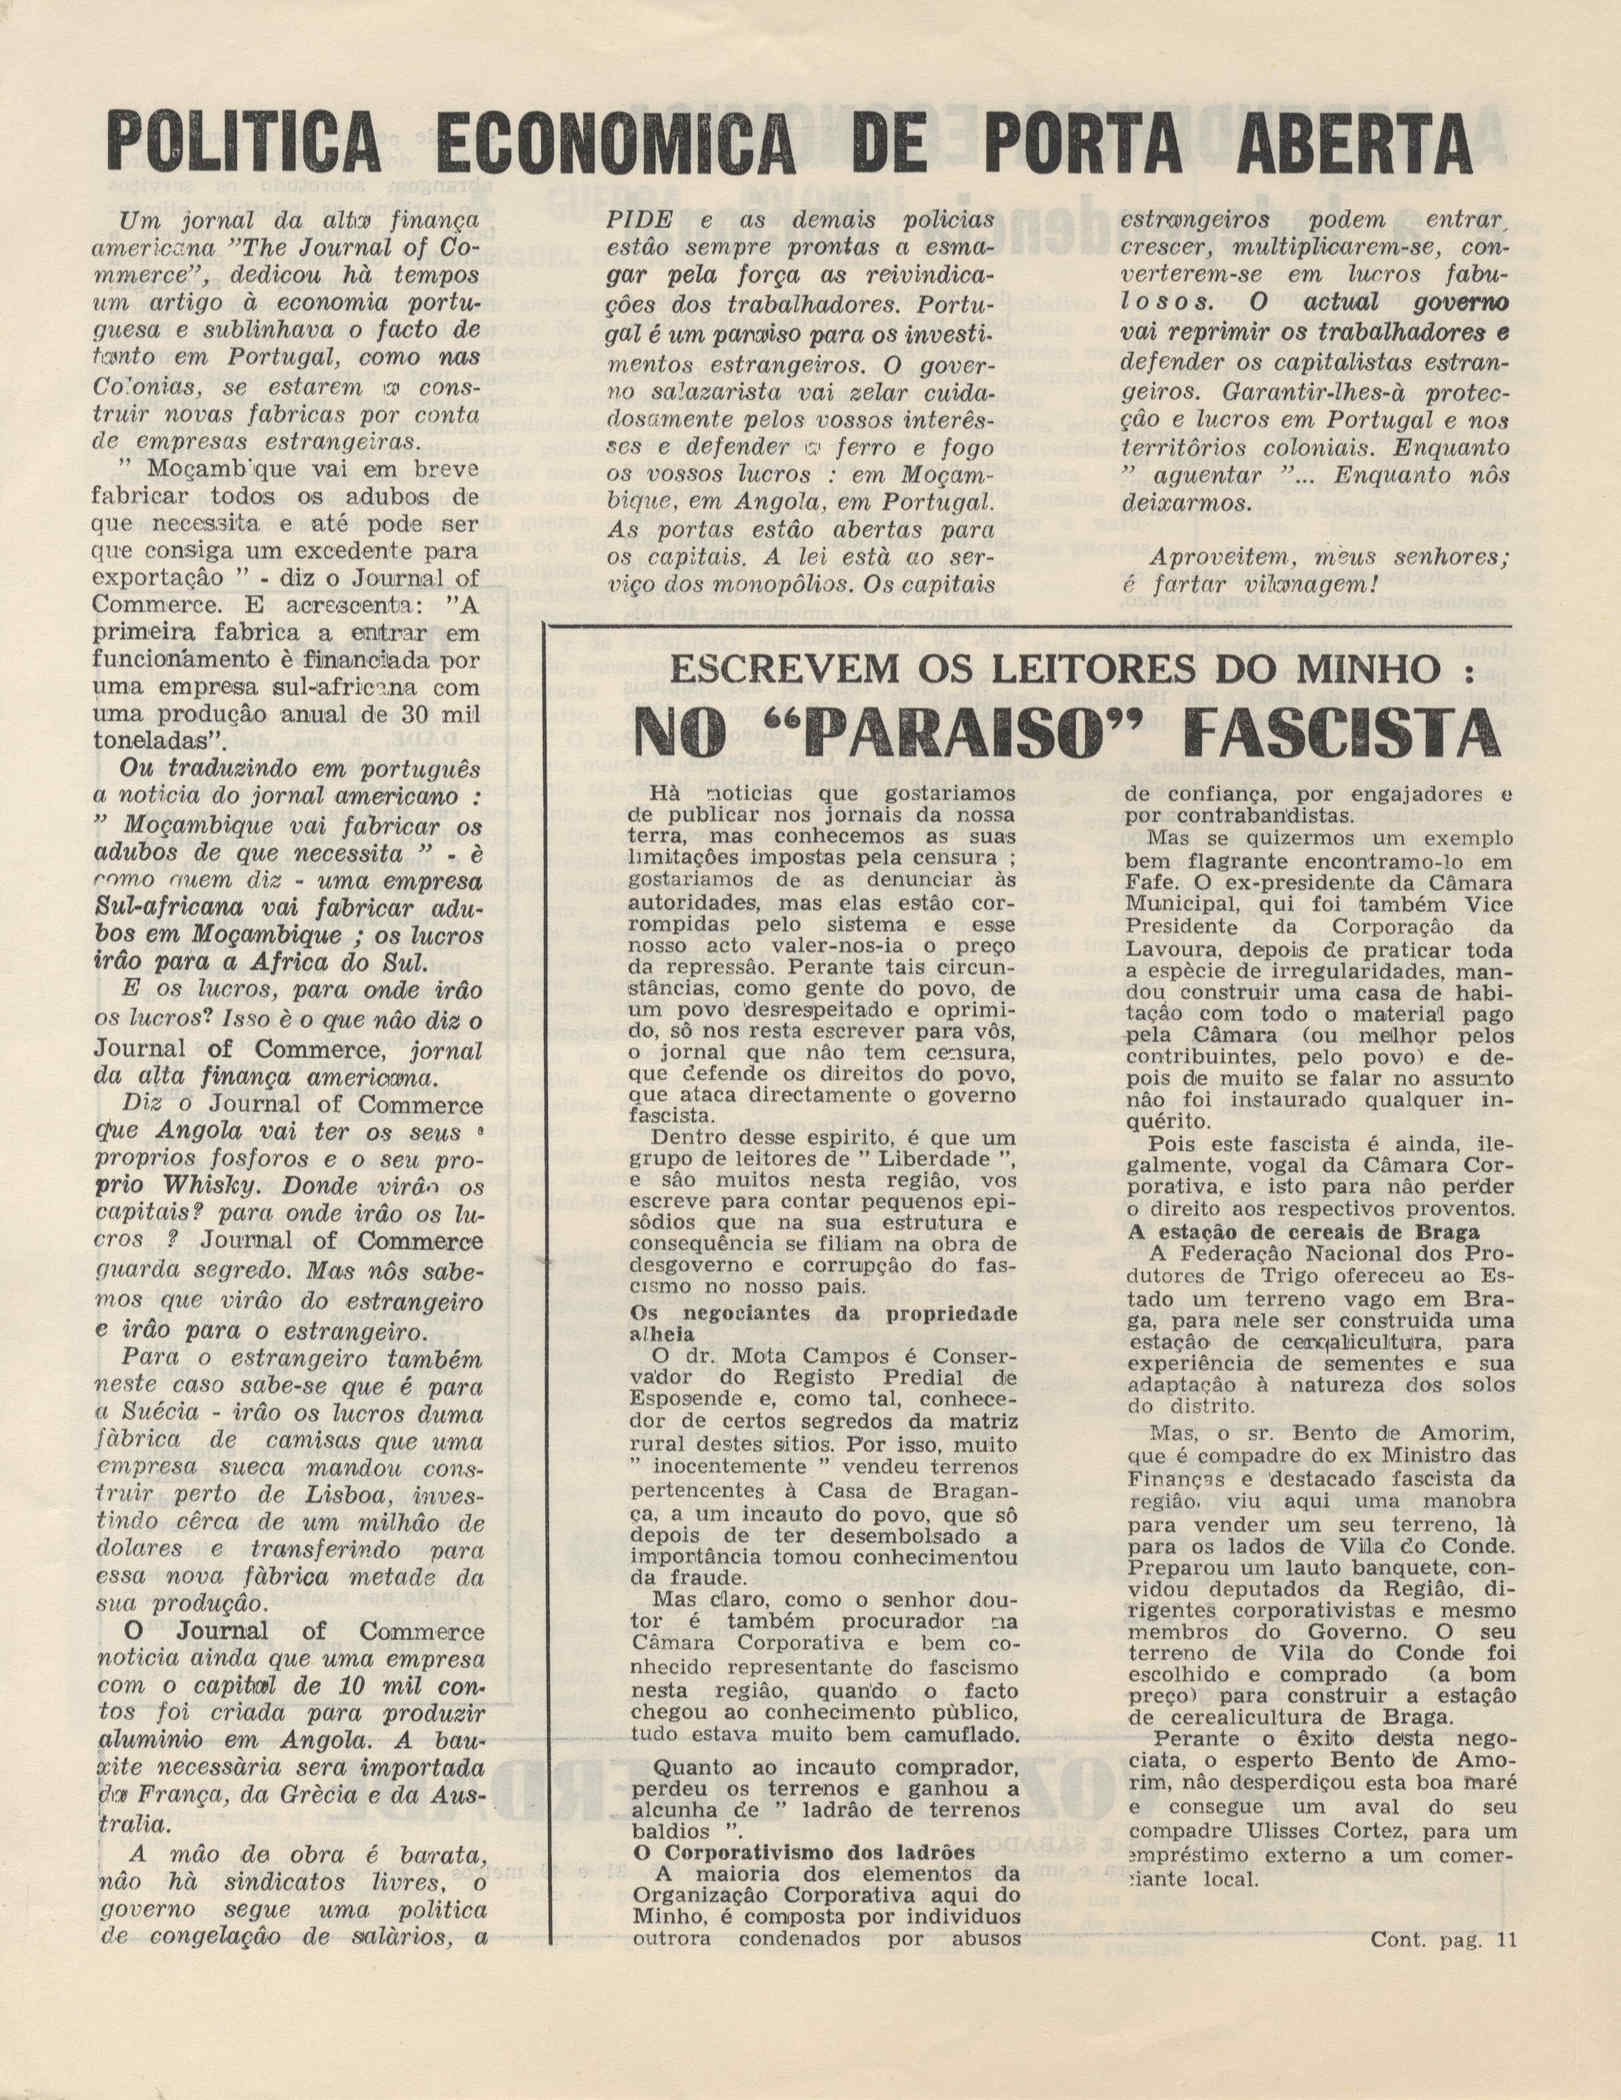 POLITICA ECONOMICA DE PORTA ABERTA
Um jornal da alta finança
americana ”The Journal of Co-
mmerce”, dedicou hà tempos
um artigo à economia portu-
guesa e sublinhava o facto de
tanto em Portugal, como nas
Colonias, se estarem a cons-
truir novas fabricas por conta
de empresas estrangeiras.
” Moçambique vai em breve
fabricar todos os adubos de
que necessita e até pode ser
que consiga um excedente para
exportaçâo ” - diz o Journal of
Commerce. E acrescenta: ”A
primeira fabrica a entrar em
funcionamento è financiada por
uma empresa sul-africana com
uma produçâo anual de 30 mil
toneladas”.
Ou traduzindo em português
a noticia do jornal americano :
” Moçambique vai fabricar os
adubos de que necessita ” - è
como quem diz - uma empresa
Sul-africana vai fabricar adu-
bos em Moçambique ; os lucros
irâo para a Africa do Sul.
E os lucros, para onde irâo
os lucros? Isso è o que nâo diz o
Journal of Commerce, jornal
da alta finança americana.
Diz o Journal of Commerce
que Angola vai ter os seus
proprios fosforos e o seu pro-
prio Whisky. Donde virâo os
capitais? para onde irâo os lu-
cros ? Journal of Commerce
guarda segredo. Mas nôs sabe-
mos que virâo do estrangeiro
e irâo para o estrangeiro.
Para o estrangeiro também
neste caso sabe-se que é para
a Suécia - irâo os lucros duma
fàbrica de camisas que uma
empresa sueca mandou cons-
truir perto de Lisboa, inves-
tindo cêrca de um milhâo de
dolares e transferindo para
essa nova fàbrica metade da
sua produçâo.
O Journal of Commerce
noticia ainda que uma empresa
com o capital de 10 mil con-
tos foi criada para produzir
aluminio em Angola. A bau-
xite necessària sera importada
da França, da Grècia e da Aus-
tralia.
A mâo de obra é barata,
nâo hà sindicatos livres, o
governo segue uma politica
de congelaçâo de salàrios, a
PIDE e as demais policias
estâo sempre prontas a esma-
gar pela força as reivindica-
çôes dos trabalhadores. Portu-
gal é um paraiso para os investi-
mentos estrangeiros. O gover-
no salazarista vai zelar cuida-
dosamente pelos vossos interês-
ses e defender a ferro e fogo
os vossos lucros : em Moçam-
bique, em Angola, em Portugal.
As portas estâo abertas para
os capitais. A lei està ao ser-
viço dos monopôlios. Os capitais
estrangeiros podem entrar,
crescer, multiplicarem-se, con-
verterem-se em lucros fabu-
losos. O actual governo
vai reprimir os trabalhadores e
defender os capitalistas estran-
geiros. Garantir-lhes-à protec-
çâo e lucros em Portugal e nos
territôrios coloniais. Enquanto
” aguentar ”... Enquanto nôs
deixarmos.
Aproveitem, meus senhores;
é fartar vilanagem!
ESCREVEM OS LEITORES DO MINHO :
NO “PARAISO” FASCISTA
Hà noticias que gostariamos
de publicar nos jornais da nossa
terra, mas conhecemos as suas
limitaçôes impostas pela censura ;
gostariamos de as denunciar às
autoridades, mas elas estâo cor-
rompidas pelo sistema e esse
nosso acto valer-nos-ia o preço
da repressâo. Perante tais circun-
stâncias, como gente do povo, de
um povo desrespeitado e oprimi-
do, sô nos resta escrever para vôs,
o jornal que nâo tem censura,
que defende os direitos do povo,
que ataca directamente o governo
fascista.
Dentro desse espirito, é que um
grupo de leitores de ” Liberdade ”,
e sâo muitos nesta regiâo, vos
escreve para contar pequenos epi-
sôdios que na sua estrutura e
consequência se filiam na obra de
desgoverno e corrupçâo do fas-
cismo no nosso pais.
Os negociantes da propriedade
alheia
O dr. Mota Campos é Conser-
vador do Registo Predial de
Esposende e, como tal, conhece-
dor de certos segredos da matriz
rural destes sitios. Por isso, muito
” inocentemente ” vendeu terrenos
pertencentes à Casa de Bragan-
ça, a um incauto do povo, que sô
depois de ter desembolsado a
importância tomou conhecimentou
da fraude.
Mas claro, como o senhor dou-
tor é também procurador na
Câmara Corporativa e bem co-
nhecido representante do fascismo
nesta regiâo, quando o facto
chegou ao conhecimento pùblico,
tudo estava muito bem camuflado.
Quanto ao incauto comprador,
perdeu os terrenos e ganhou a
alcunha de ” ladrâo de terrenos
baldios ”.
O Corporativismo dos ladrôes
A maioria dos elementos da
Organizaçâo Corporativa aqui do
Minho, é composta por individuos
outrora condenados por abusos
de confiança, por engajadores e
por contrabandistas.
Mas se quizermos um exemplo
bem flagrante encontramo-lo em
Fafe. O ex-presidente da Câmara
Municipal, qui foi também Vice
Presidente da Corporaçâo da
Lavoura, depois de praticar toda
a espècie de irregularidades, man-
dou construir uma casa de habi-
taçâo com todo o material pago
pela Câmara (ou melhor pelos
contribuintes, pelo povo) e de-
pois de muito se falar no assunto
nâo foi instaurado qualquer in-
quérito.
Pois este fascista é ainda, ile-
galmente, vogal da Câmara Cor-
porativa, e isto para nâo perder
o direito aos respectivos proventos.
A estaçâo de cereais de Braga
A Federaçâo Nacional dos Pro-
dutores de Trigo ofereceu ao Es-
tado um terreno vago em Bra-
ga, para nele ser construida uma
estaçâo de cerealicultura, para
experiência de sementes e sua
adaptaçâo à natureza dos solos
do distrito.
Mas, o sr. Bento de Amorim,
que é compadre do ex Ministro das
Finanças e destacado fascista da
regiâo, viu aqui uma manobra
para vender um seu terreno, là
para os lados de Vila do Conde.
Preparou um lauto banquete, con-
vidou deputados da Regiâo, di-
rigentes corporativistas e mesmo
membros do Governo. O seu
terreno de Vila do Conde foi
escolhido e comprado (a bom
preço) para construir a estaçâo
de cerealicultura de Braga.
Perante o êxito desta nego-
ciata, o esperto Bento de Amo-
rim, nâo desperdiçou esta boa maré
e consegue um aval do seu
compadre Ulisses Cortez, para um
empréstimo externo a um comer-
ciante local.
Cont. pag. 11